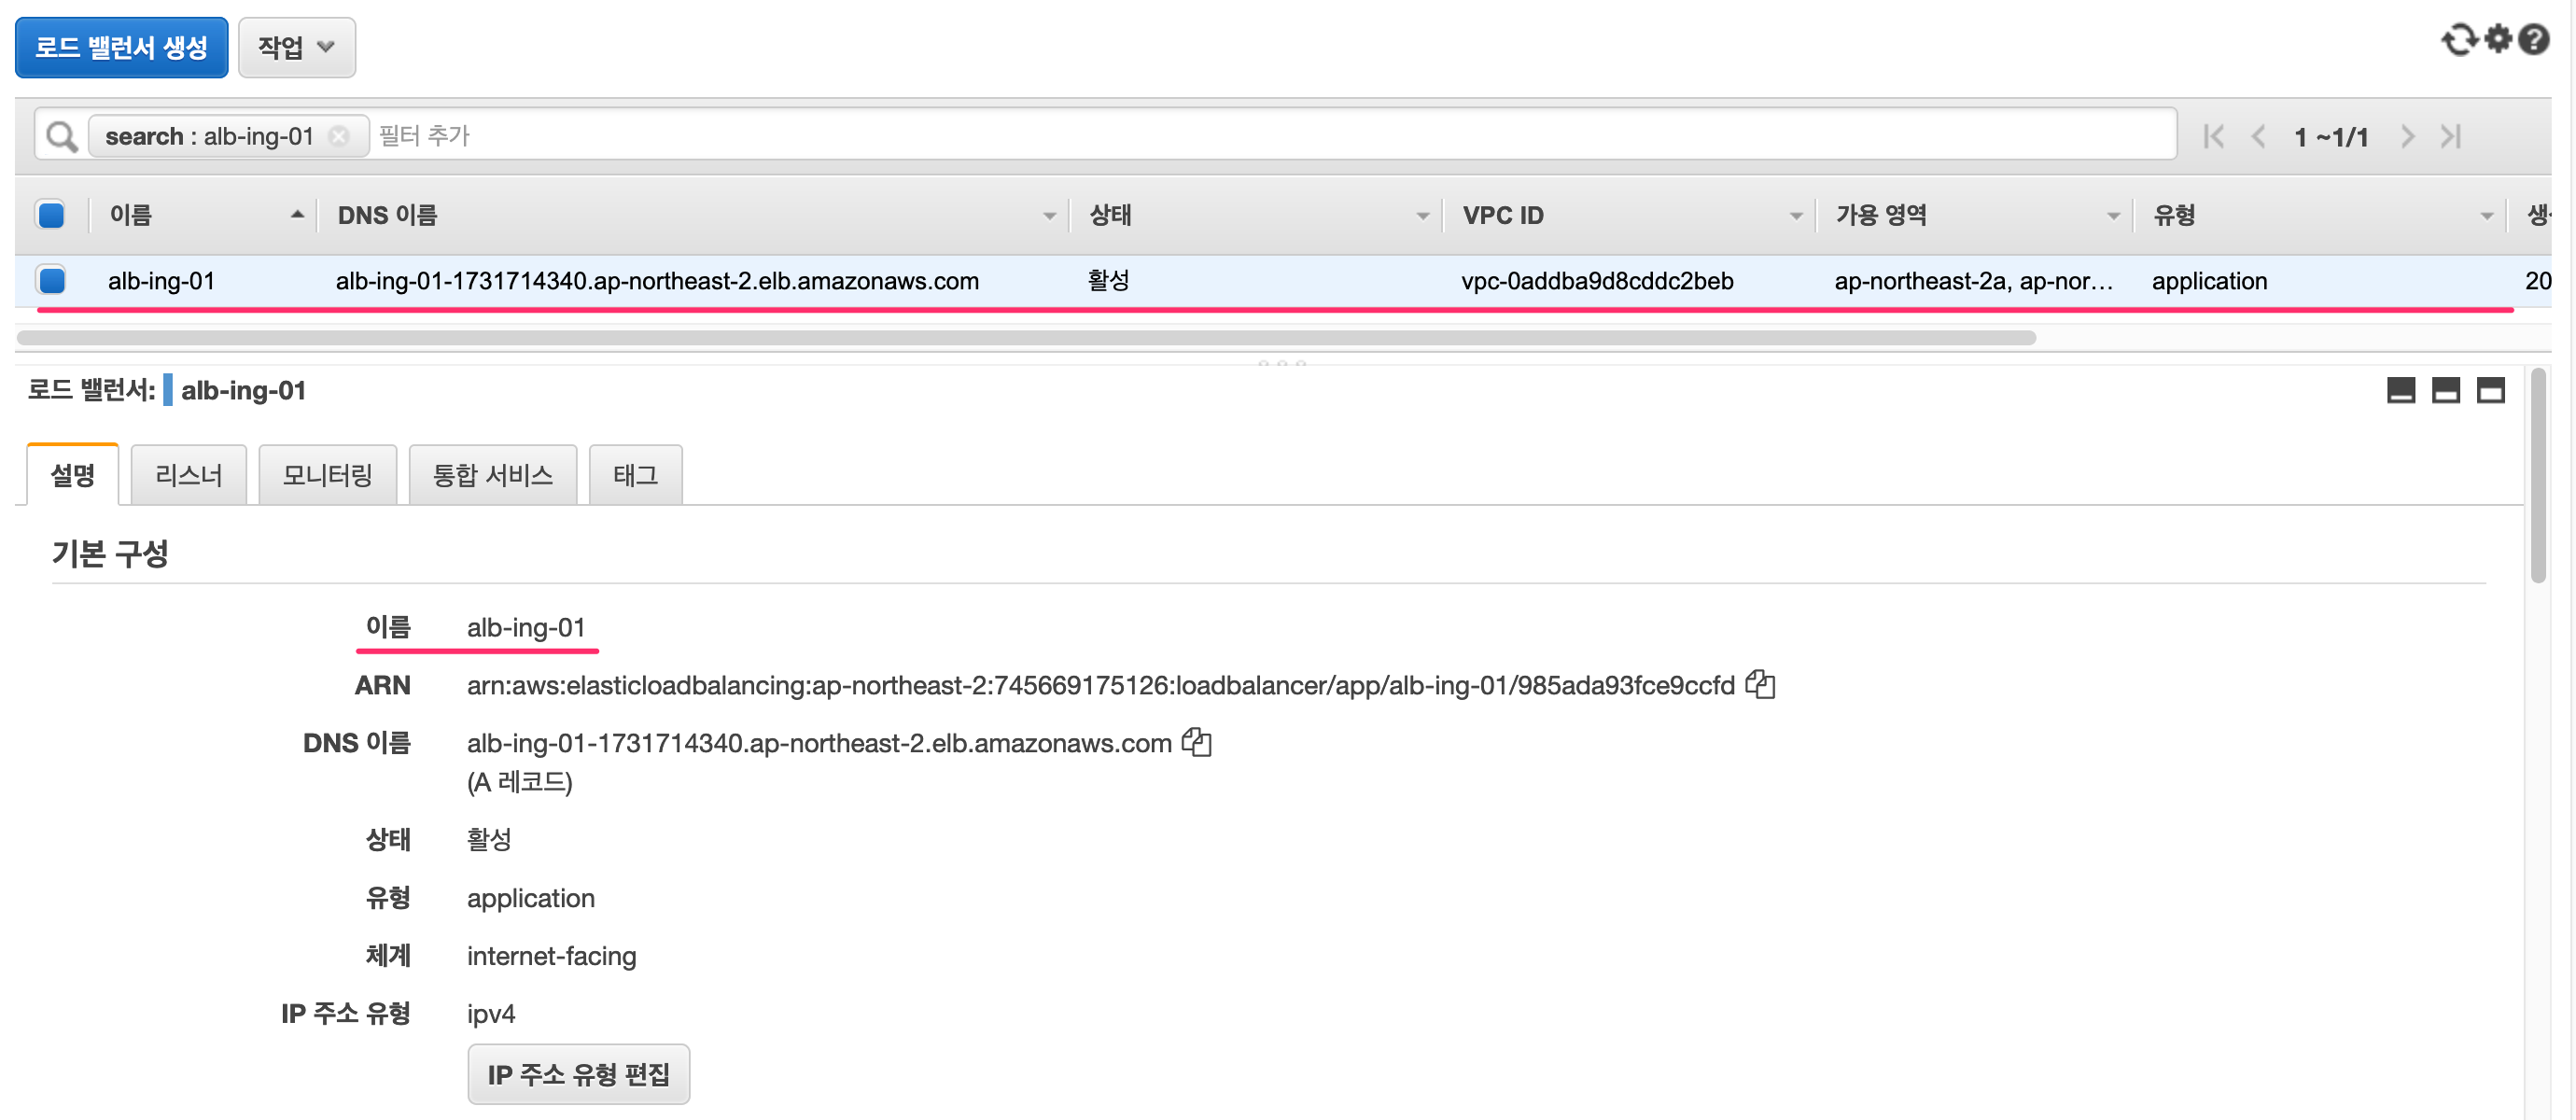 로드 밸런서 생성 작업
search : alb-ing-01 필터 추가 1 ~1/1
이름 DNS 이름 상태 VPC ID 가용 영역 유형
alb-ing-01 alb-ing-01-1731714340.ap-northeast-2.elb.amazonaws.com 활성 vpc-0addba9d8cddc2beb ap-northeast-2a, ap-nor… application 20
로드 밸런서: alb-ing-01
설명 리스너 모니터링 통합 서비스 태그
기본 구성
이름 alb-ing-01
ARN arn:aws:elasticloadbalancing:ap-northeast-2:745669175126:loadbalancer/app/alb-ing-01/985ada93fce9ccfd
DNS 이름 alb-ing-01-1731714340.ap-northeast-2.elb.amazonaws.com
(A 레코드)
상태 활성
유형 application
체계 internet-facing
IP 주소 유형 ipv4
IP 주소 유형 편집